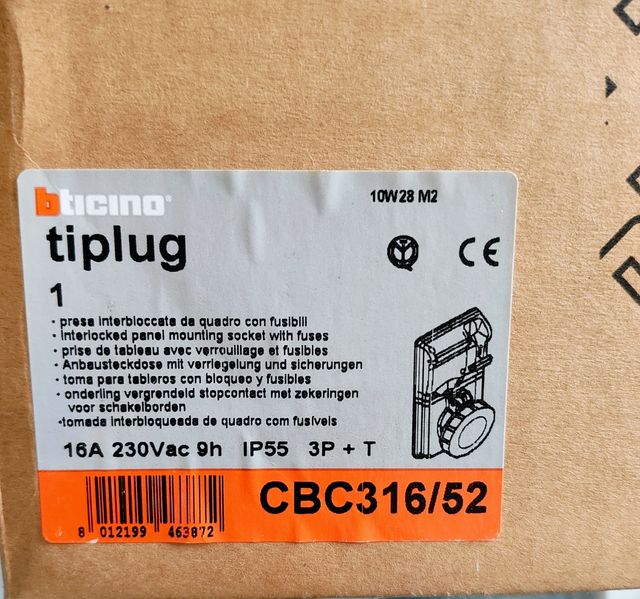 bticino
10W28 M2
tiplug
CE
1
• presa interbloccata da quadro con fusibili
• interlocked panel mounting socket with fuses
• prise de tableau avec verrouillage et fusibles
• Anbausteckdose mit verriegelung und sicherungen
• toma para tableros con bloqueo y fusibles
• onderling vergrendeld stopcontact met zekeringen
voor schakelborden
•tomada interbloqueada de quadro com fusivels
16A 230Vac 9h IP55 3P + T
CBC316/52
8 012199 463872